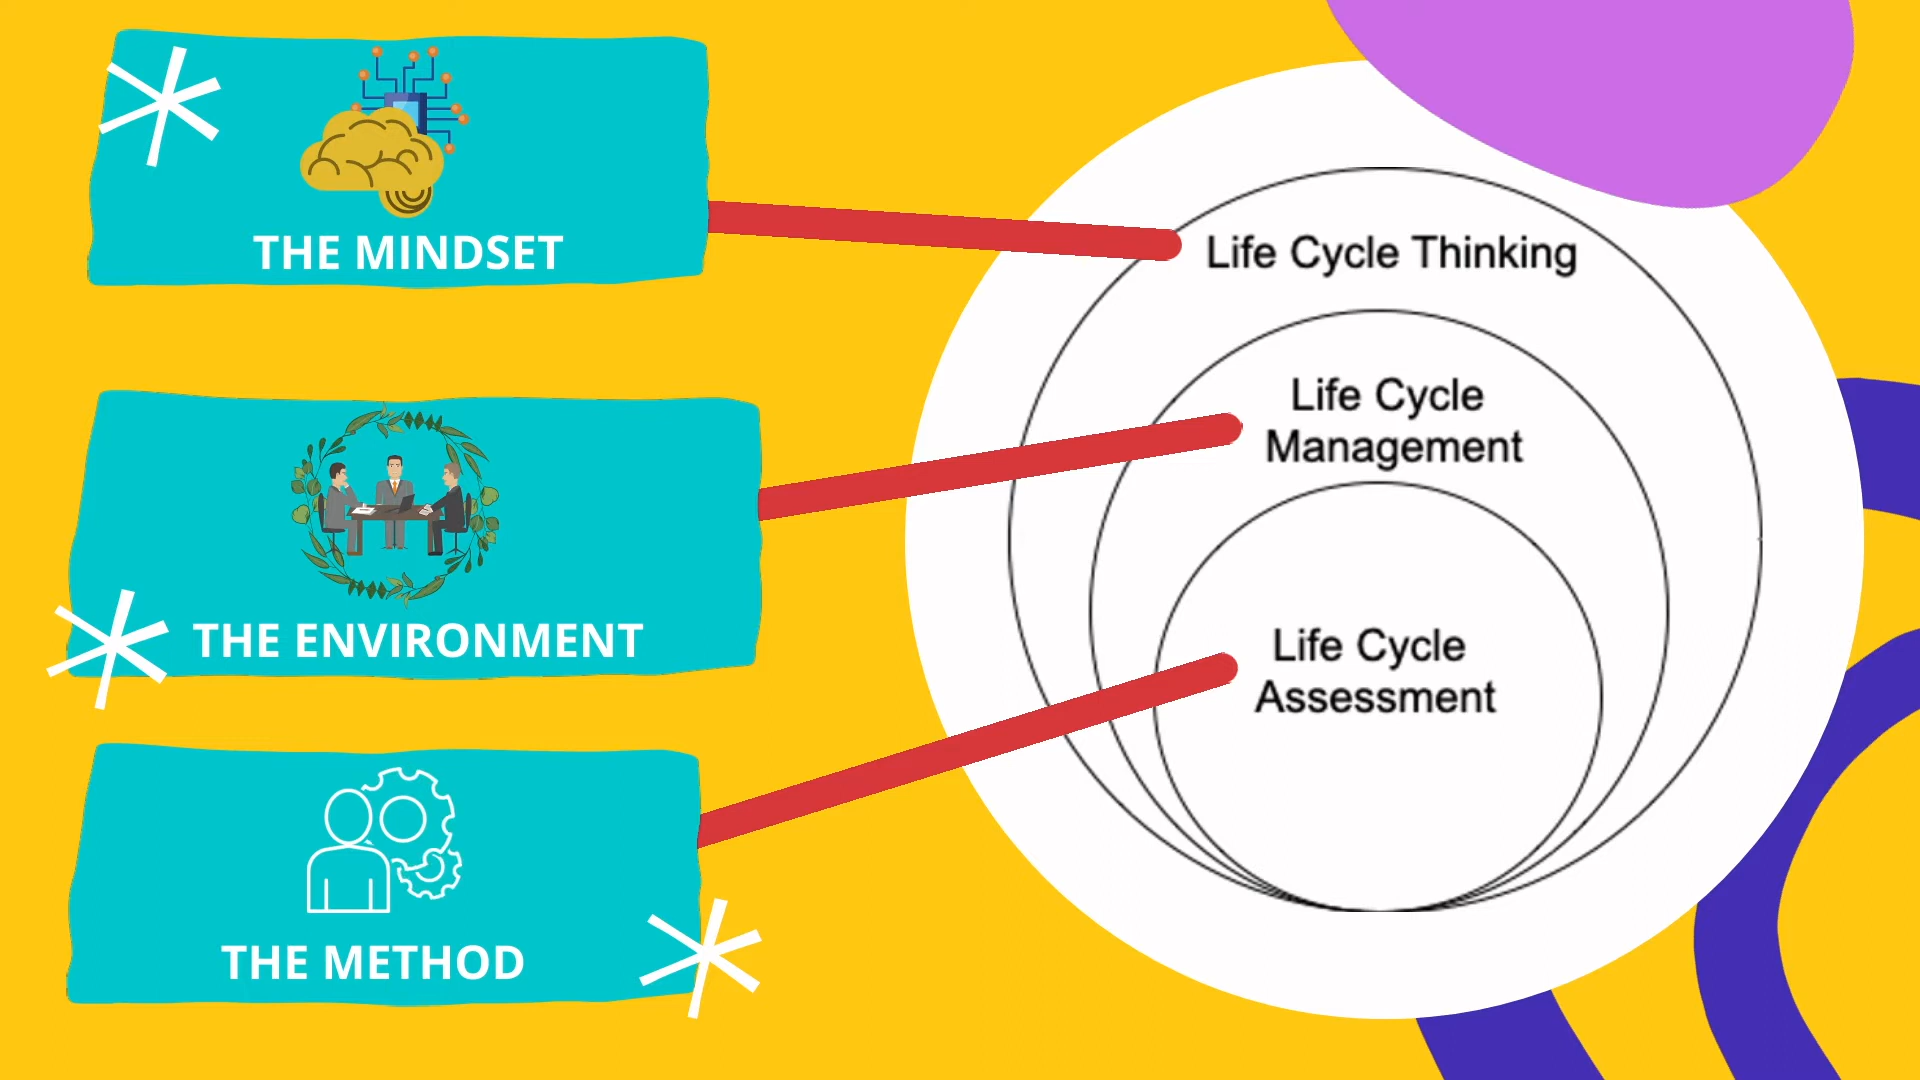 THE MINDSET
Life Cycle Thinking
THE ENVIRONMENT
Life Cycle
Management
THE METHOD
Life Cycle
Assessment